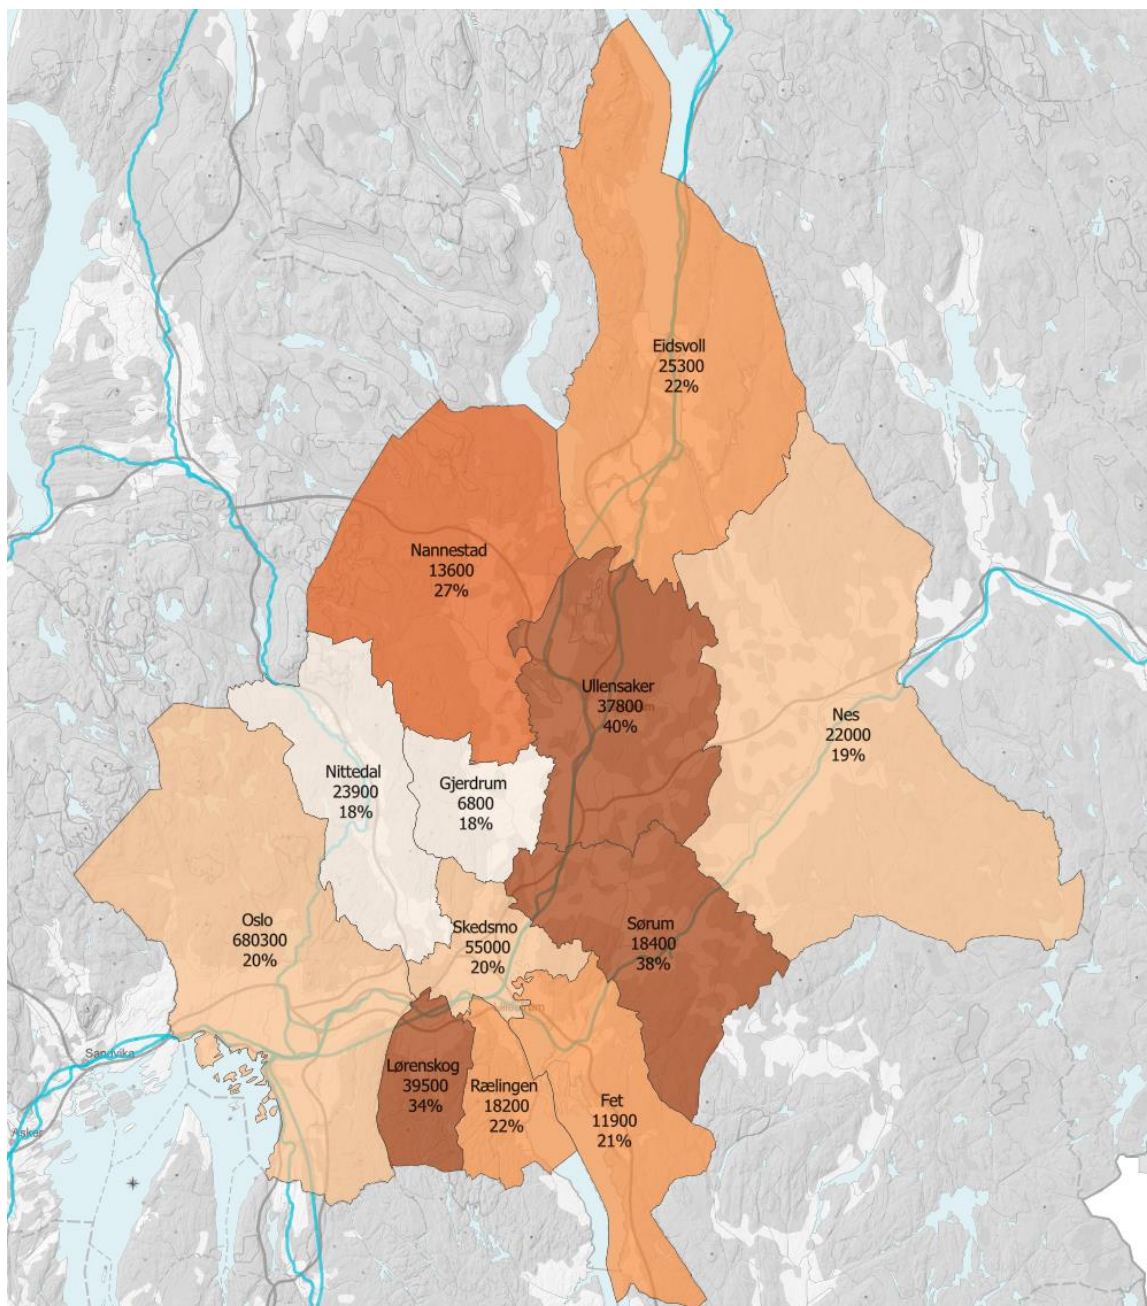 Eidsvoll
25300
22%
Nannestad
13600
27%
Ullensaker
37800
40%
Nes
22000
19%
Nittedal
23900
18%
Gjerdrum
6800
18%
Oslo
680300
20%
Skedsmo
55000
20%
Sørum
18400
38%
Sandvika
Lørenskog
39500
34%
Rælingen
18200
22%
Fet
11900
21%
Asker